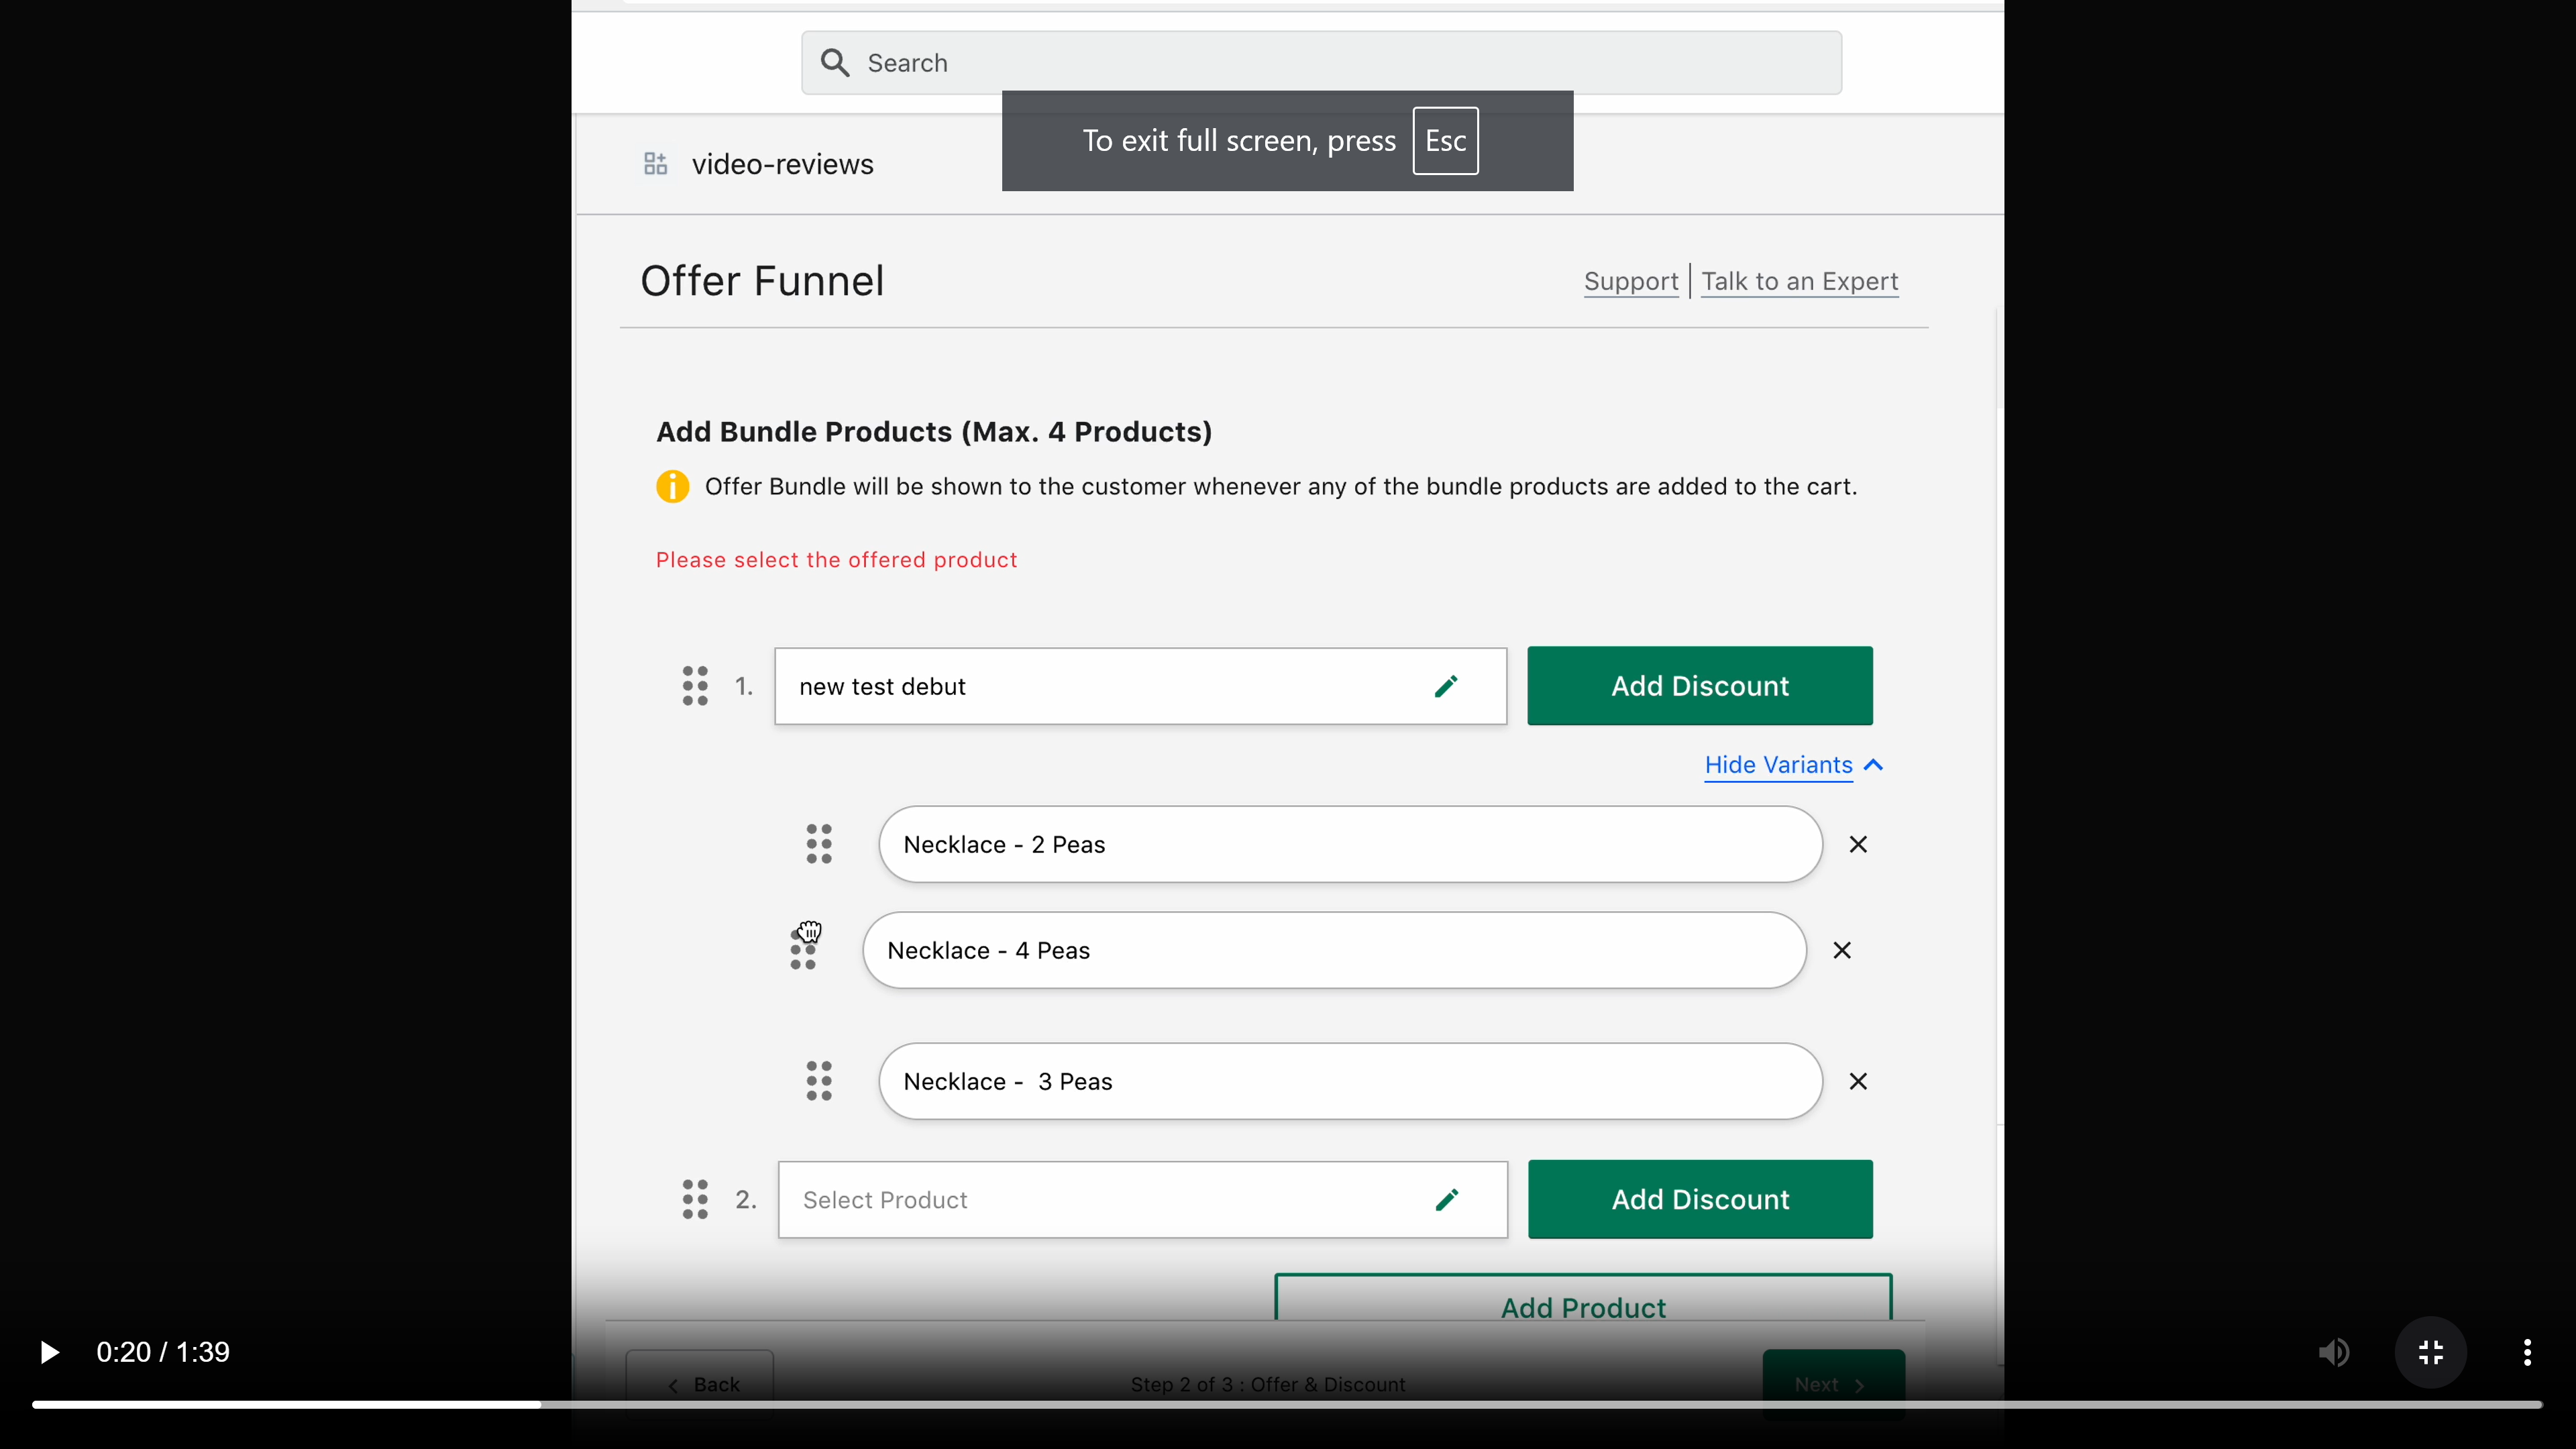 Search
To exit full screen, press Esc
video-reviews
Offer Funnel
Support | Talk to an Expert
Add Bundle Products (Max. 4 Products)
Offer Bundle will be shown to the customer whenever any of the bundle products are added to the cart.
Please select the offered product
1. new test debut Add Discount
Hide Variants
Necklace - 2 Peas
Necklace - 4 Peas
Necklace -  3 Peas
2. Select Product Add Discount
Add Product
0:20 / 1:39
Back Step 2 of 3 : Offer & Discount Next